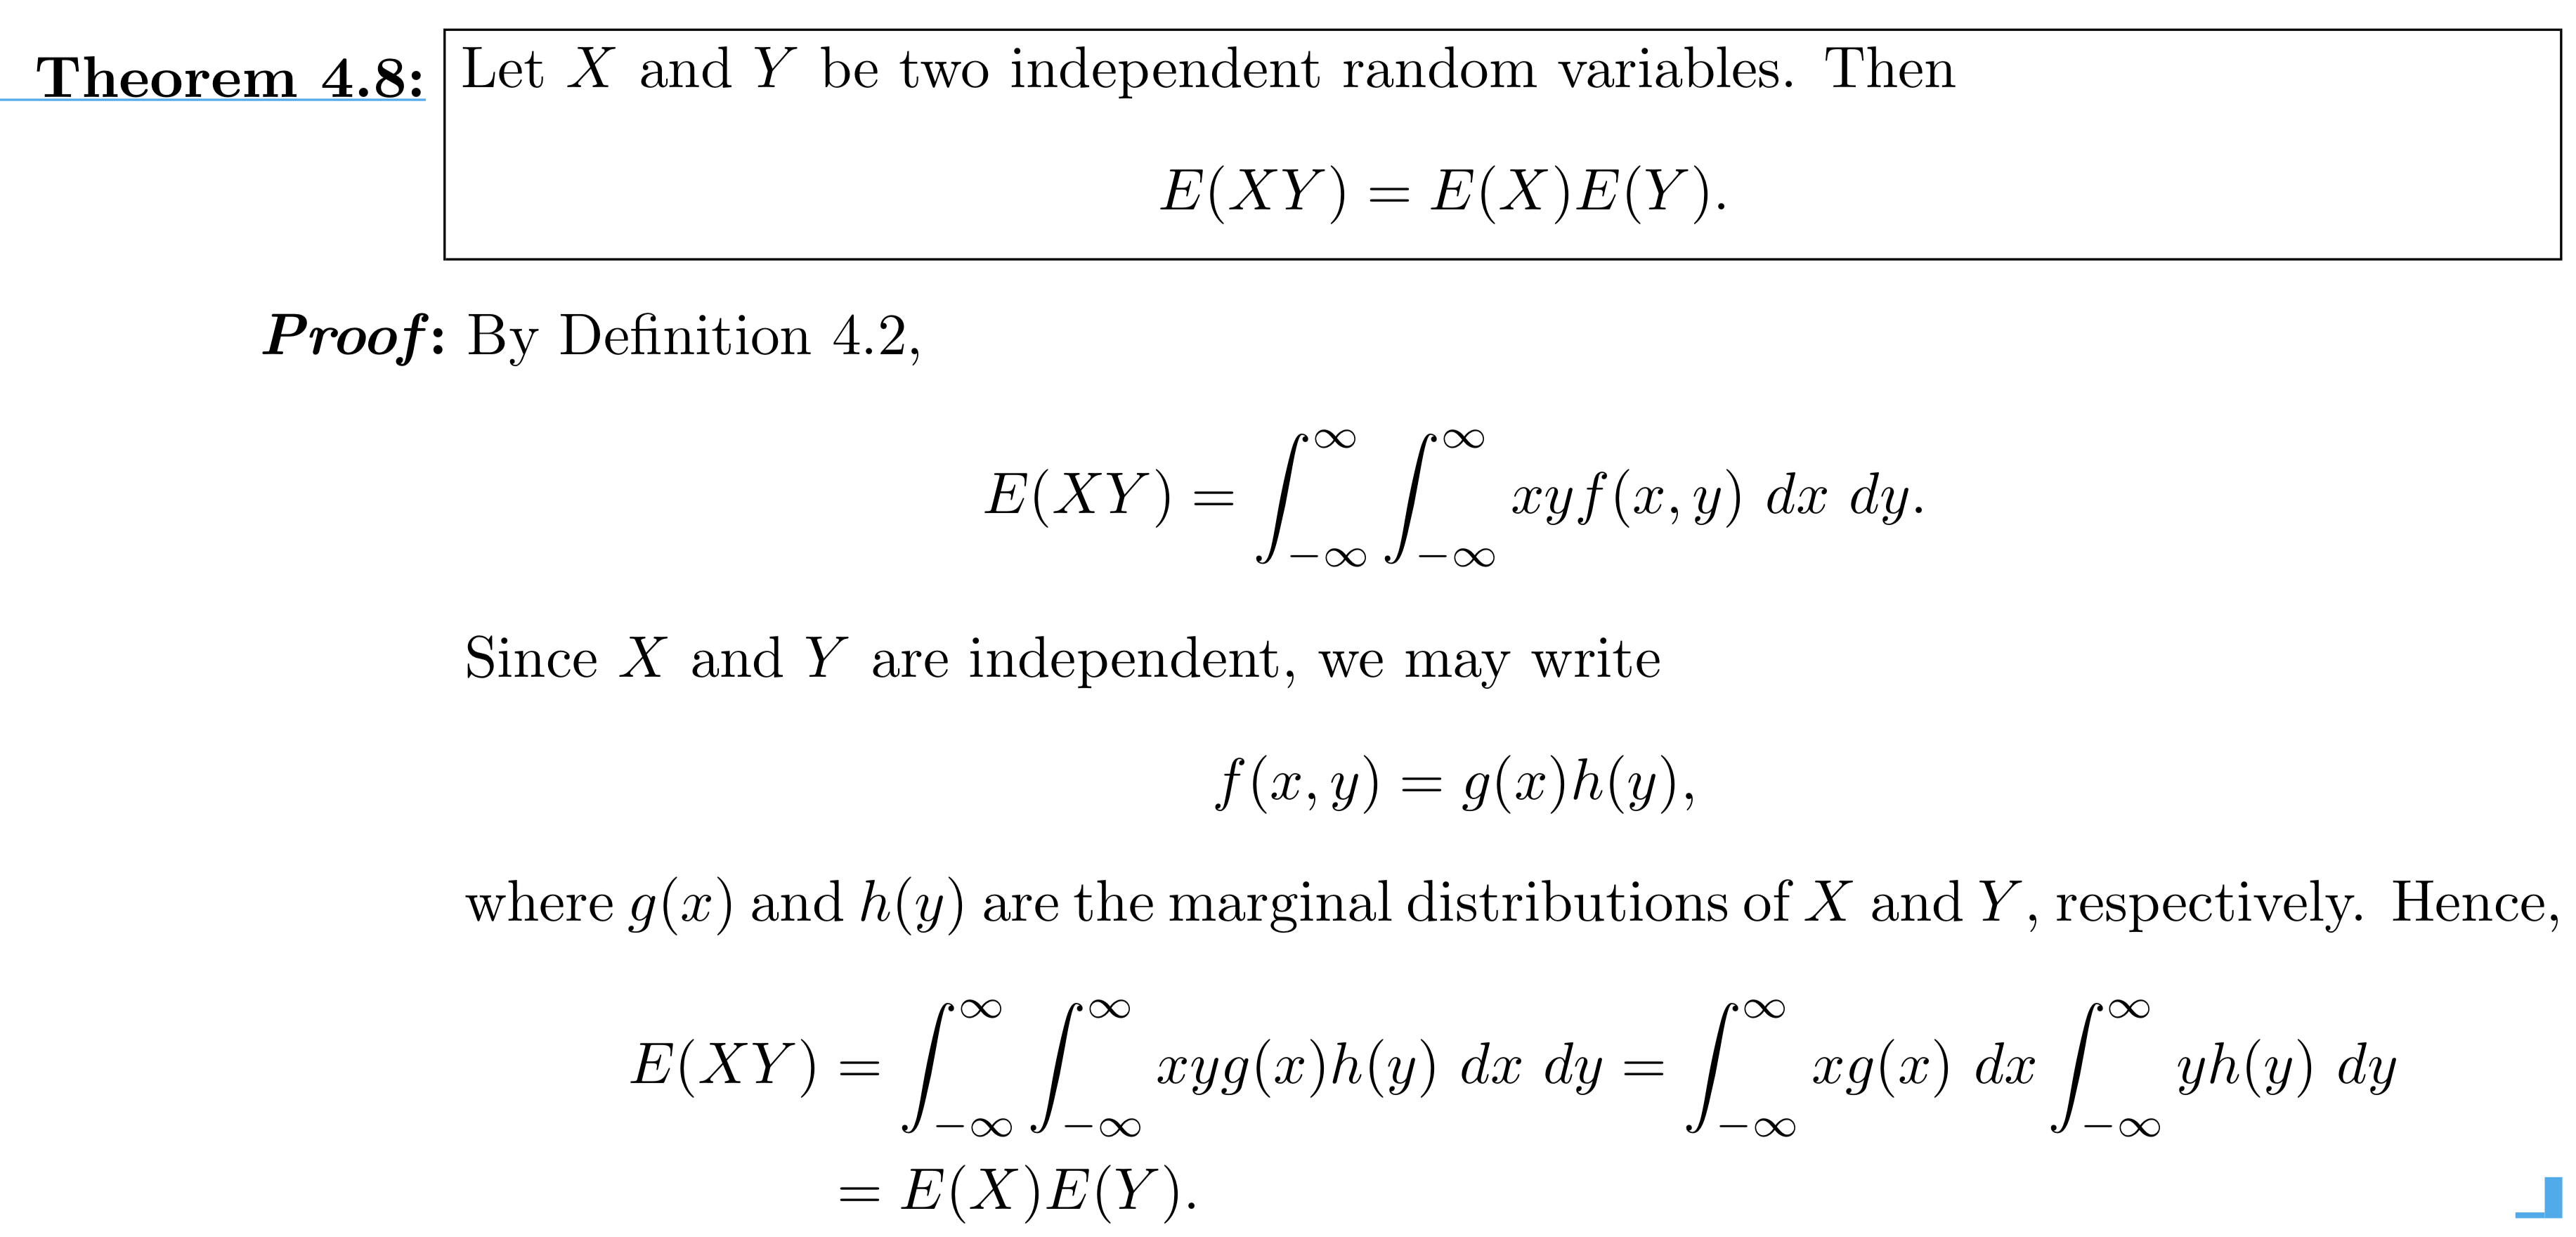 Theorem 4.8: Let X and Y be two independent random variables. Then
E(XY) = E(X)E(Y).
Proof: By Definition 4.2,
E(XY) = ∫_{−∞}^{∞} ∫_{−∞}^{∞} xyf(x, y) dx dy.
Since X and Y are independent, we may write
f(x, y) = g(x)h(y),
where g(x) and h(y) are the marginal distributions of X and Y, respectively. Hence,
E(XY) = ∫_{−∞}^{∞} ∫_{−∞}^{∞} xyg(x)h(y) dx dy = ∫_{−∞}^{∞} xg(x) dx ∫_{−∞}^{∞} yh(y) dy
= E(X)E(Y).